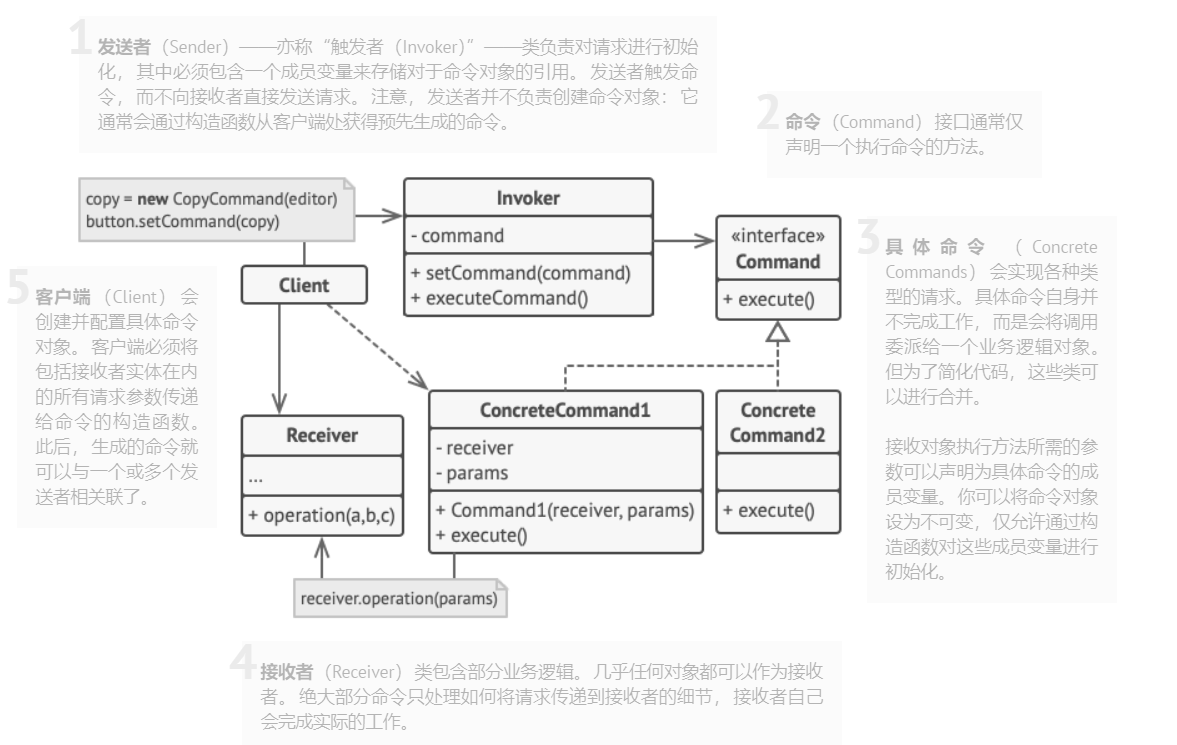 1
发送者（Sender）——亦称“触发者（Invoker）”——类负责对请求进行初始
化， 其中必须包含一个成员变量来存储对于命令对象的引用。 发送者触发命
令， 而不向接收者直接发送请求。 注意， 发送者并不负责创建命令对象： 它
通常会通过构造函数从客户端处获得预先生成的命令。
2
命令（Command） 接口通常仅
声明一个执行命令的方法。
copy = new CopyCommand(editor)
button.setCommand(copy)
Invoker
- command
+ setCommand(command)
+ executeCommand()
«interface»
Command
+ execute()
3
具体命令 （Concrete
Commands） 会实现各种类
型的请求。 具体命令自身并
不完成工作， 而是会将调用
委派给一个业务逻辑对象。
但为了简化代码， 这些类可
以进行合并。
接收对象执行方法所需的参
数可以声明为具体命令的成
员变量。 你可以将命令对象
设为不可变， 仅允许通过构
造函数对这些成员变量进行
初始化。
5
客户端（Client） 会
创建并配置具体命令
对象。 客户端必须将
包括接收者实体在内
的所有请求参数传递
给命令的构造函数。
此后， 生成的命令就
可以与一个或多个发
送者相关联了。
Client
Receiver
...
+ operation(a,b,c)
ConcreteCommand1
- receiver
- params
+ Command1(receiver, params)
+ execute()
Concrete
Command2
+ execute()
receiver.operation(params)
4
接收者（Receiver） 类包含部分业务逻辑。 几乎任何对象都可以作为接收
者。 绝大部分命令只处理如何将请求传递到接收者的细节， 接收者自己
会完成实际的工作。